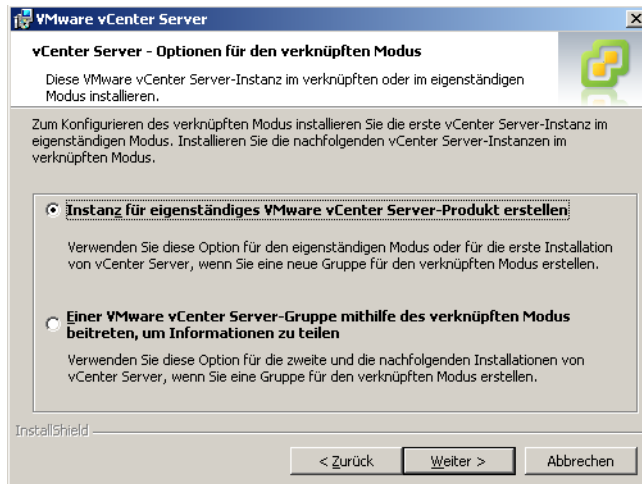 VMware vCenter Server
vCenter Server - Optionen für den verknüpften Modus
Diese VMware vCenter Server-Instanz im verknüpften oder im eigenständigen
Modus installieren.
Zum Konfigurieren des verknüpften Modus installieren Sie die erste vCenter Server-Instanz im
eigenständigen Modus. Installieren Sie die nachfolgenden vCenter Server-Instanzen im
verknüpften Modus.
Instanz für eigenständiges VMware vCenter Server-Produkt erstellen
Verwenden Sie diese Option für den eigenständigen Modus oder für die erste Installation
von vCenter Server, wenn Sie eine neue Gruppe für den verknüpften Modus erstellen.
Einer VMware vCenter Server-Gruppe mithilfe des verknüpften Modus
beitreten, um Informationen zu teilen
Verwenden Sie diese Option für die zweite und die nachfolgenden Installationen von
vCenter Server, wenn Sie eine Gruppe für den verknüpften Modus erstellen.
InstallShield
< Zurück Weiter > Abbrechen